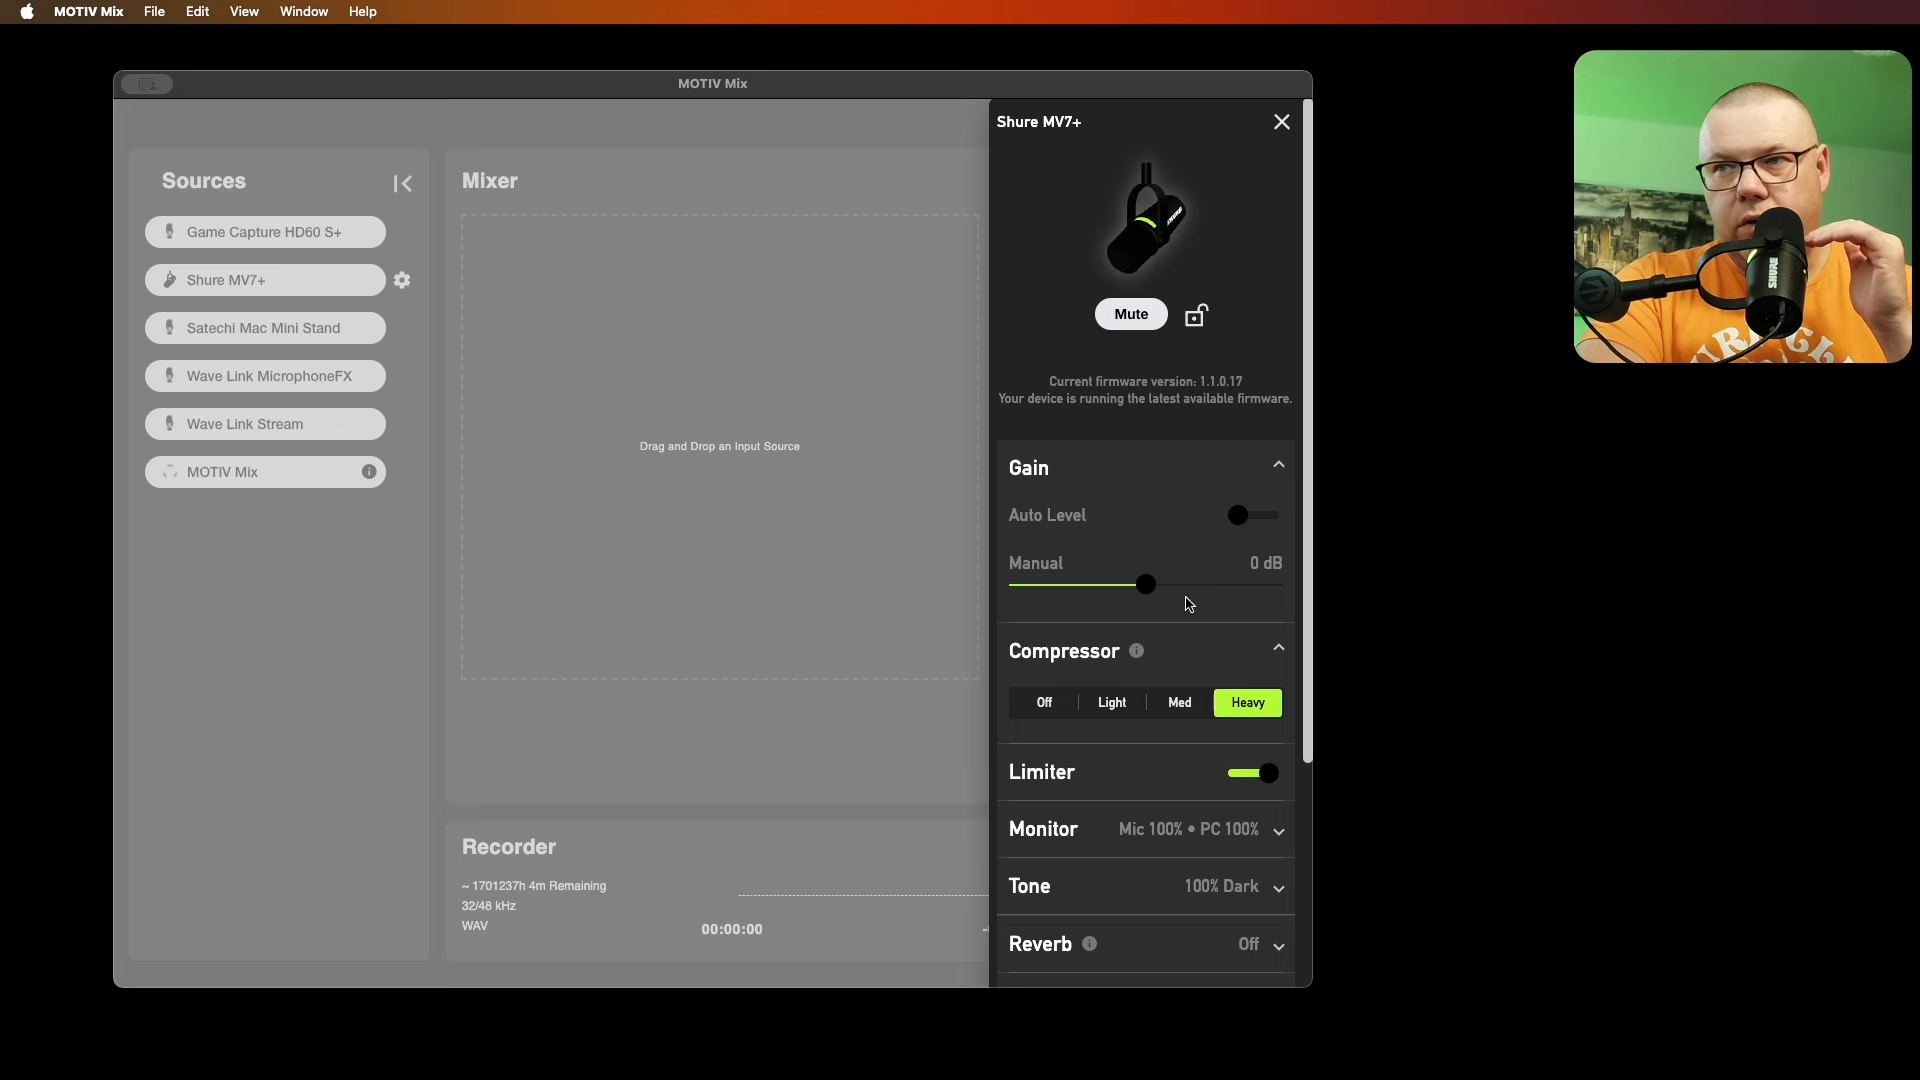 MOTIV Mix File Edit View Window Help
MOTIV Mix
Sources
Game Capture HD60 S+
Shure MV7+
Satechi Mac Mini Stand
Wave Link MicrophoneFX
Wave Link Stream
MOTIV Mix
Mixer
Drag and Drop an Input Source
Recorder
~ 1701237h 4m Remaining
32/48 kHz
WAV
00:00:00
Shure MV7+
SHURE
Mute
Current firmware version: 1.1.0.17
Your device is running the latest available firmware.
Gain
Auto Level
Manual 0 dB
Compressor
Off Light Med Heavy
Limiter
Monitor Mic 100% • PC 100%
Tone 100% Dark
Reverb Off
SHURE